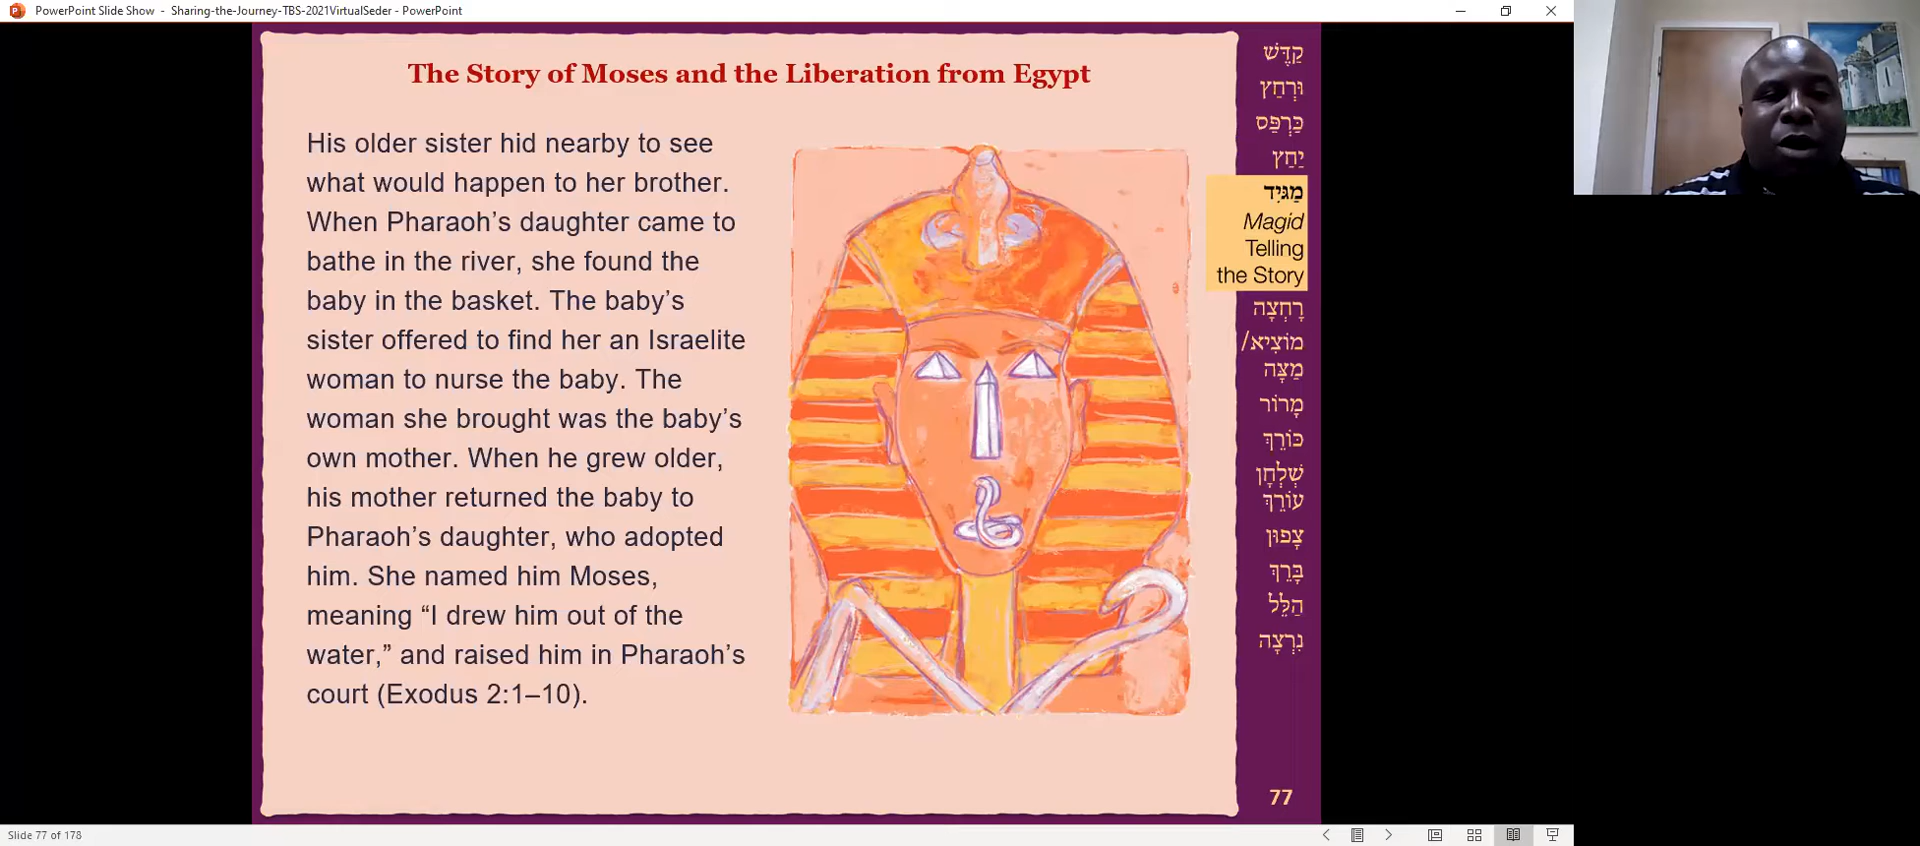 PowerPoint Slide Show - Sharing-the-Journey-TBS-2021VirtualSeder - PowerPoint
The Story of Moses and the Liberation from Egypt
His older sister hid nearby to see
what would happen to her brother.
When Pharaoh’s daughter came to
bathe in the river, she found the
baby in the basket. The baby’s
sister offered to find her an Israelite
woman to nurse the baby. The
woman she brought was the baby’s
own mother. When he grew older,
his mother returned the baby to
Pharaoh’s daughter, who adopted
him. She named him Moses,
meaning “I drew him out of the
water,” and raised him in Pharaoh’s
court (Exodus 2:1–10).
קַדֶּשׁ
וּרְחַץ
כַּרְפַּס
יַחַץ
מַגִּיד
Magid
Telling
the Story
רָחְצָה
מוֹצִיא/
מַצָּה
מָרוֹר
כּוֹרֵךְ
שֻׁלְחָן
עוֹרֵךְ
צָפוּן
בָּרֵךְ
הַלֵּל
נִרְצָה
77
Slide 77 of 178